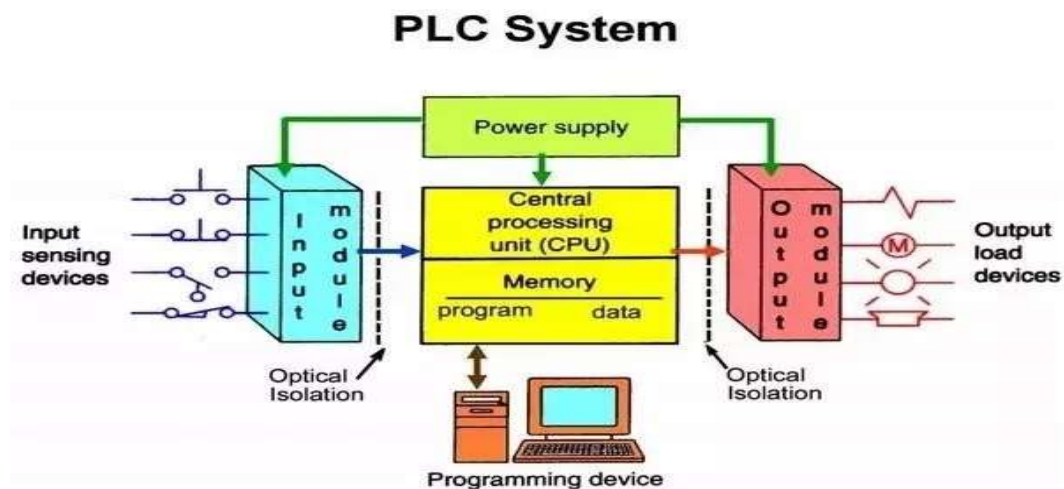 PLC System
Power supply
Input
sensing
devices
Input
module
Central
processing
unit (CPU)
Memory
program data
Output
module
M
Output
load
devices
Optical
Isolation
Optical
Isolation
Programming device